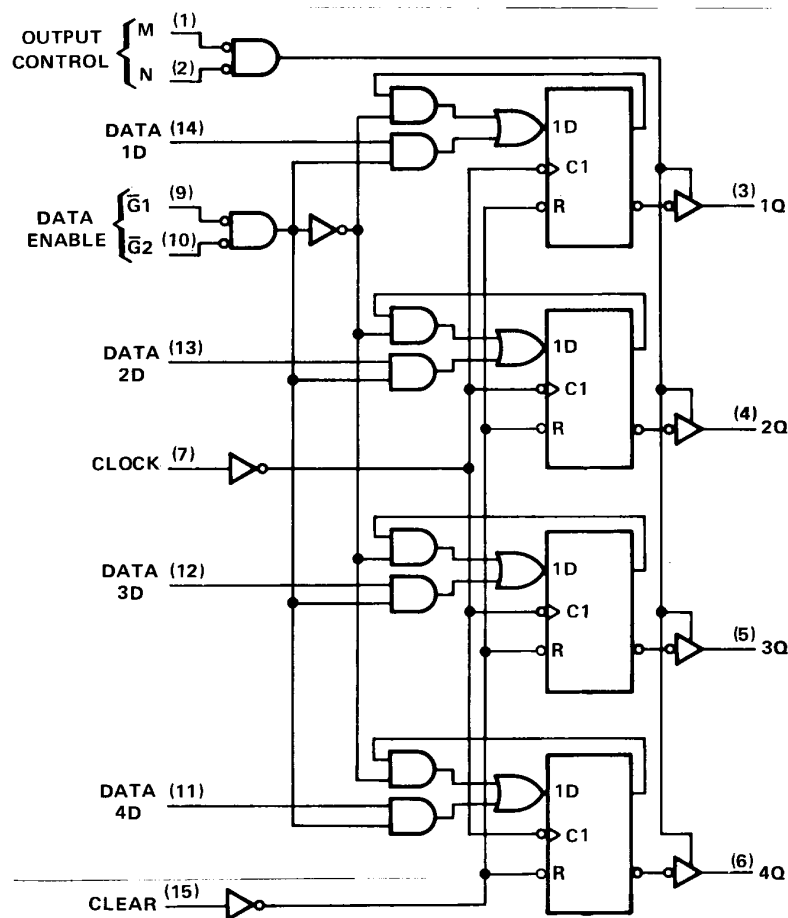 OUTPUT
CONTROL
M (1)
N (2)
DATA (14)
1D
DATA
ENABLE
G̅1 (9)
G̅2 (10)
1D
C1
R
(3)
1Q
DATA (13)
2D
1D
C1
R
(4)
2Q
CLOCK (7)
DATA (12)
3D
1D
C1
R
(5)
3Q
DATA (11)
4D
1D
C1
R
(6)
4Q
CLEAR (15)